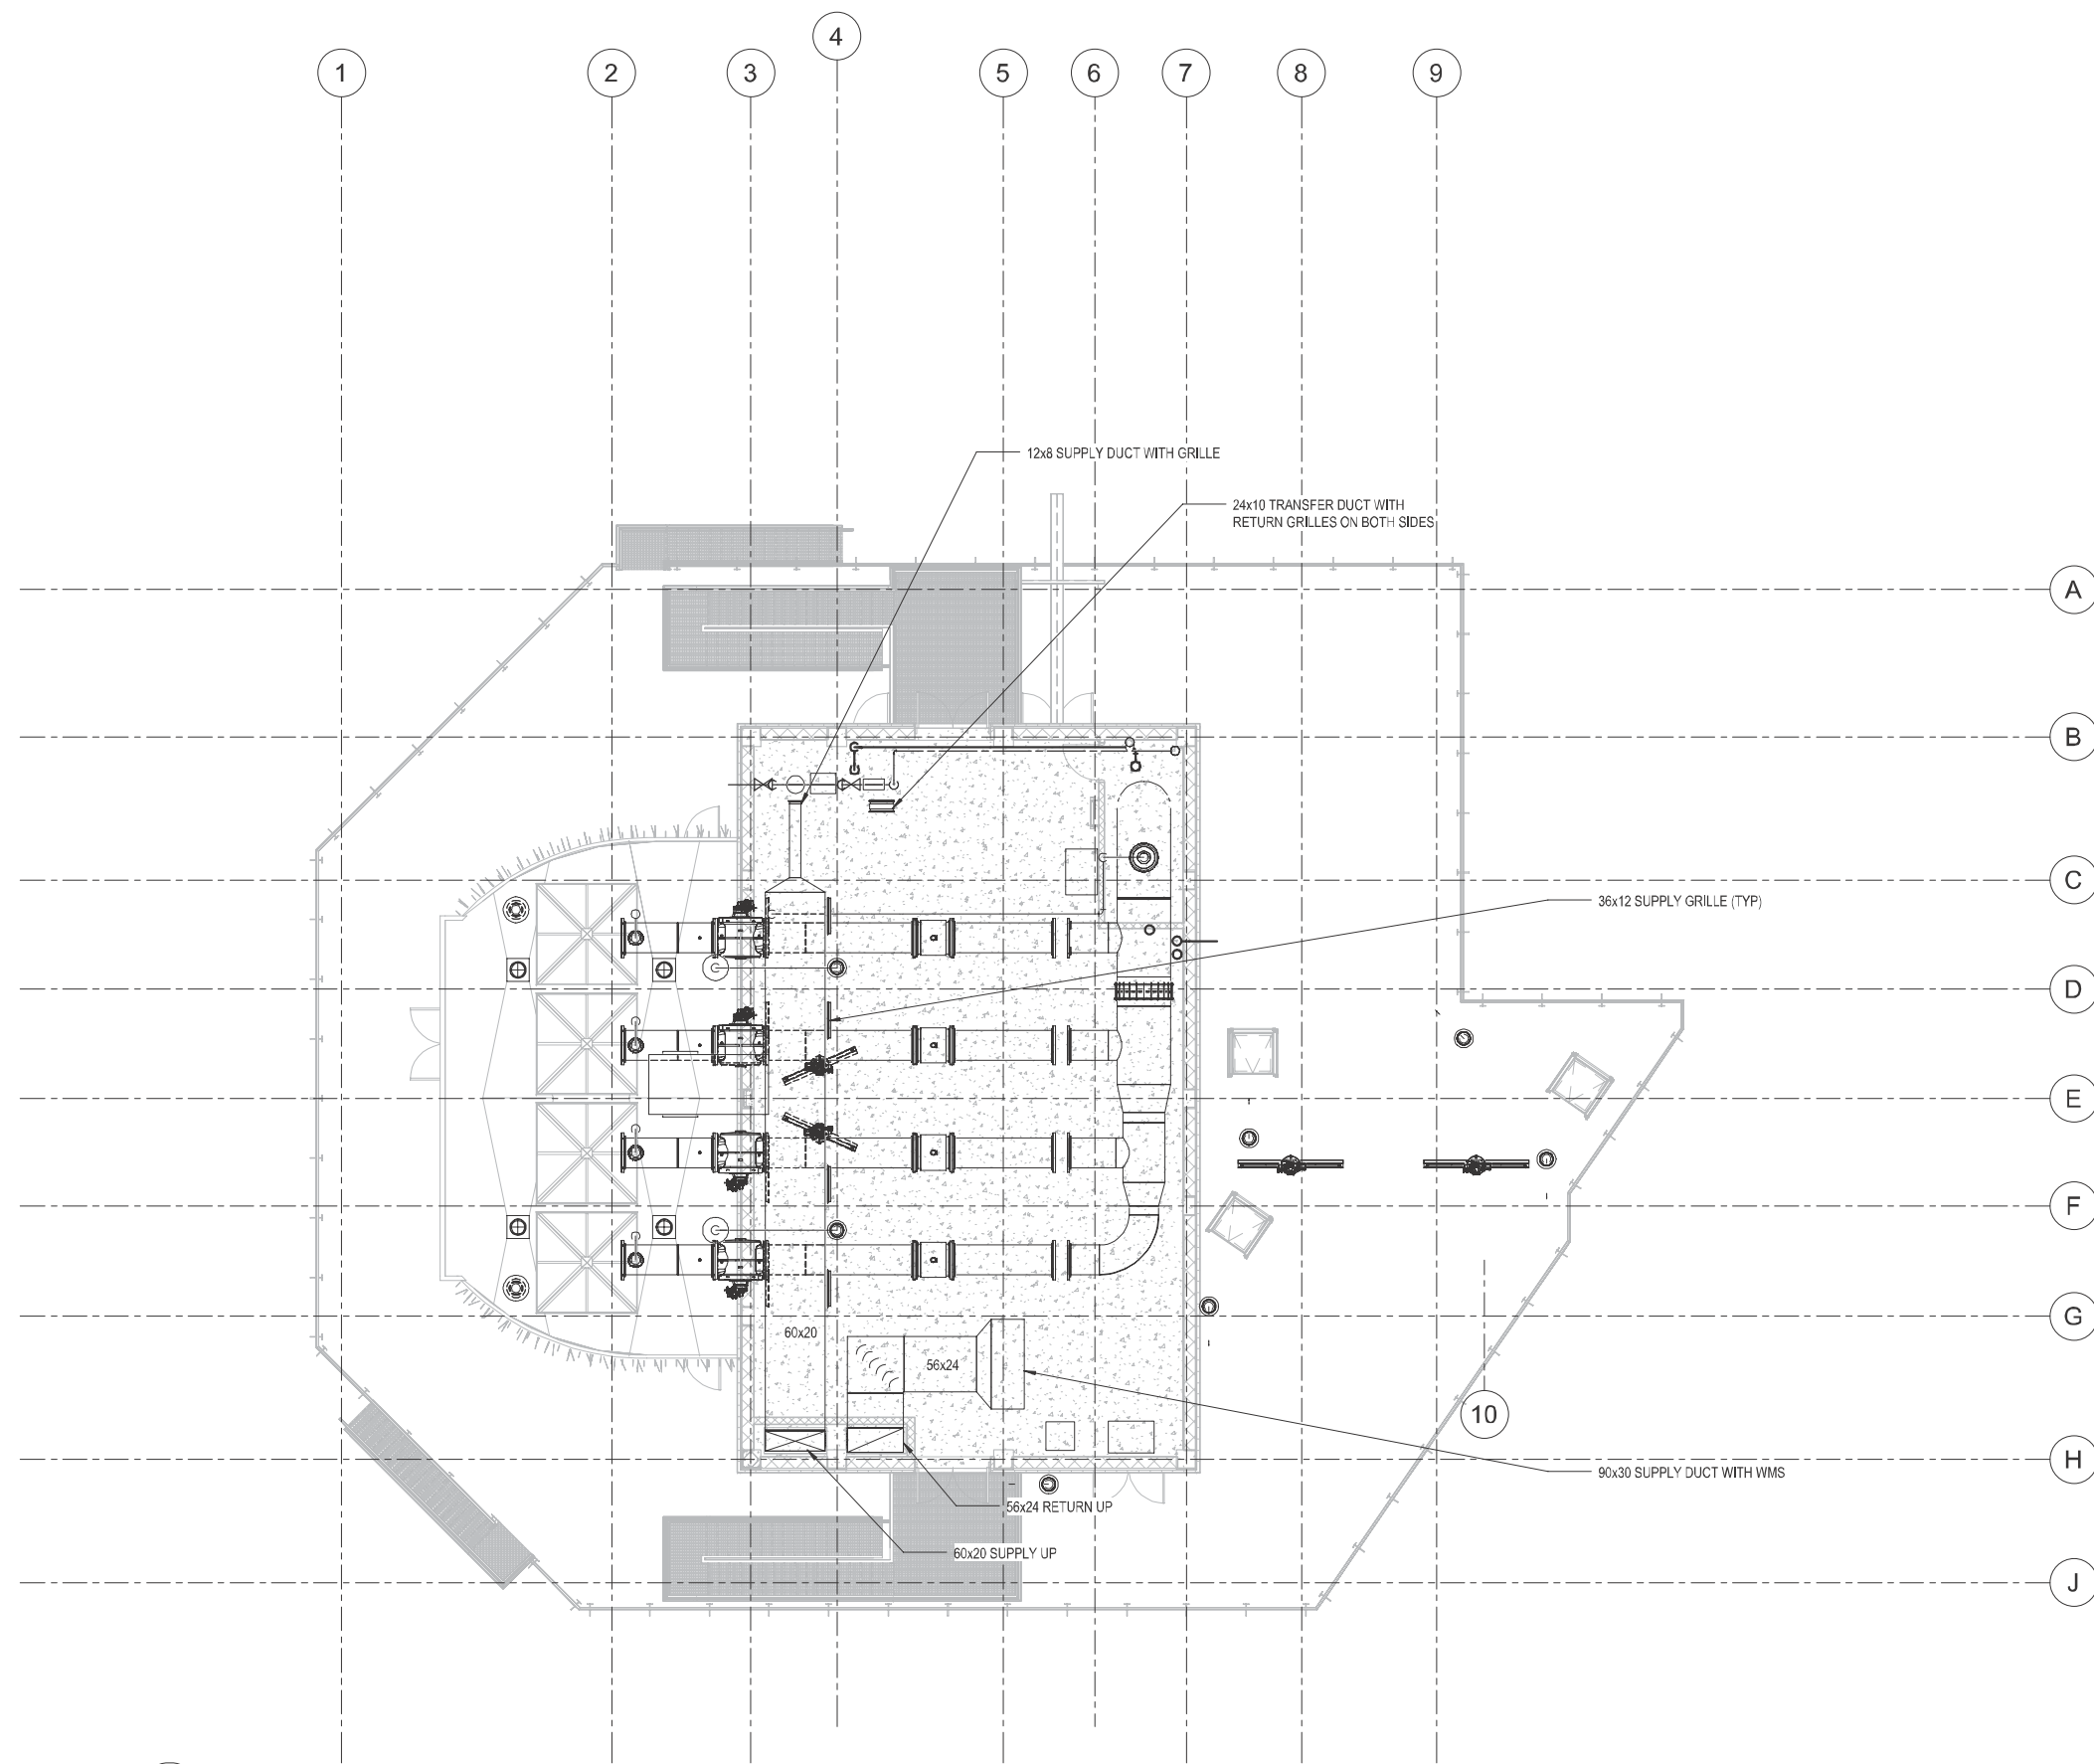 4
1
2
3
5
6
7
8
9
12x8 SUPPLY DUCT WITH GRILLE
24x10 TRANSFER DUCT WITH
RETURN GRILLES ON BOTH SIDES
A
B
C
36x12 SUPPLY GRILLE (TYP)
D
E
F
G
60x20
56x24
10
H
90x30 SUPPLY DUCT WITH WMS
56x24 RETURN UP
60x20 SUPPLY UP
J